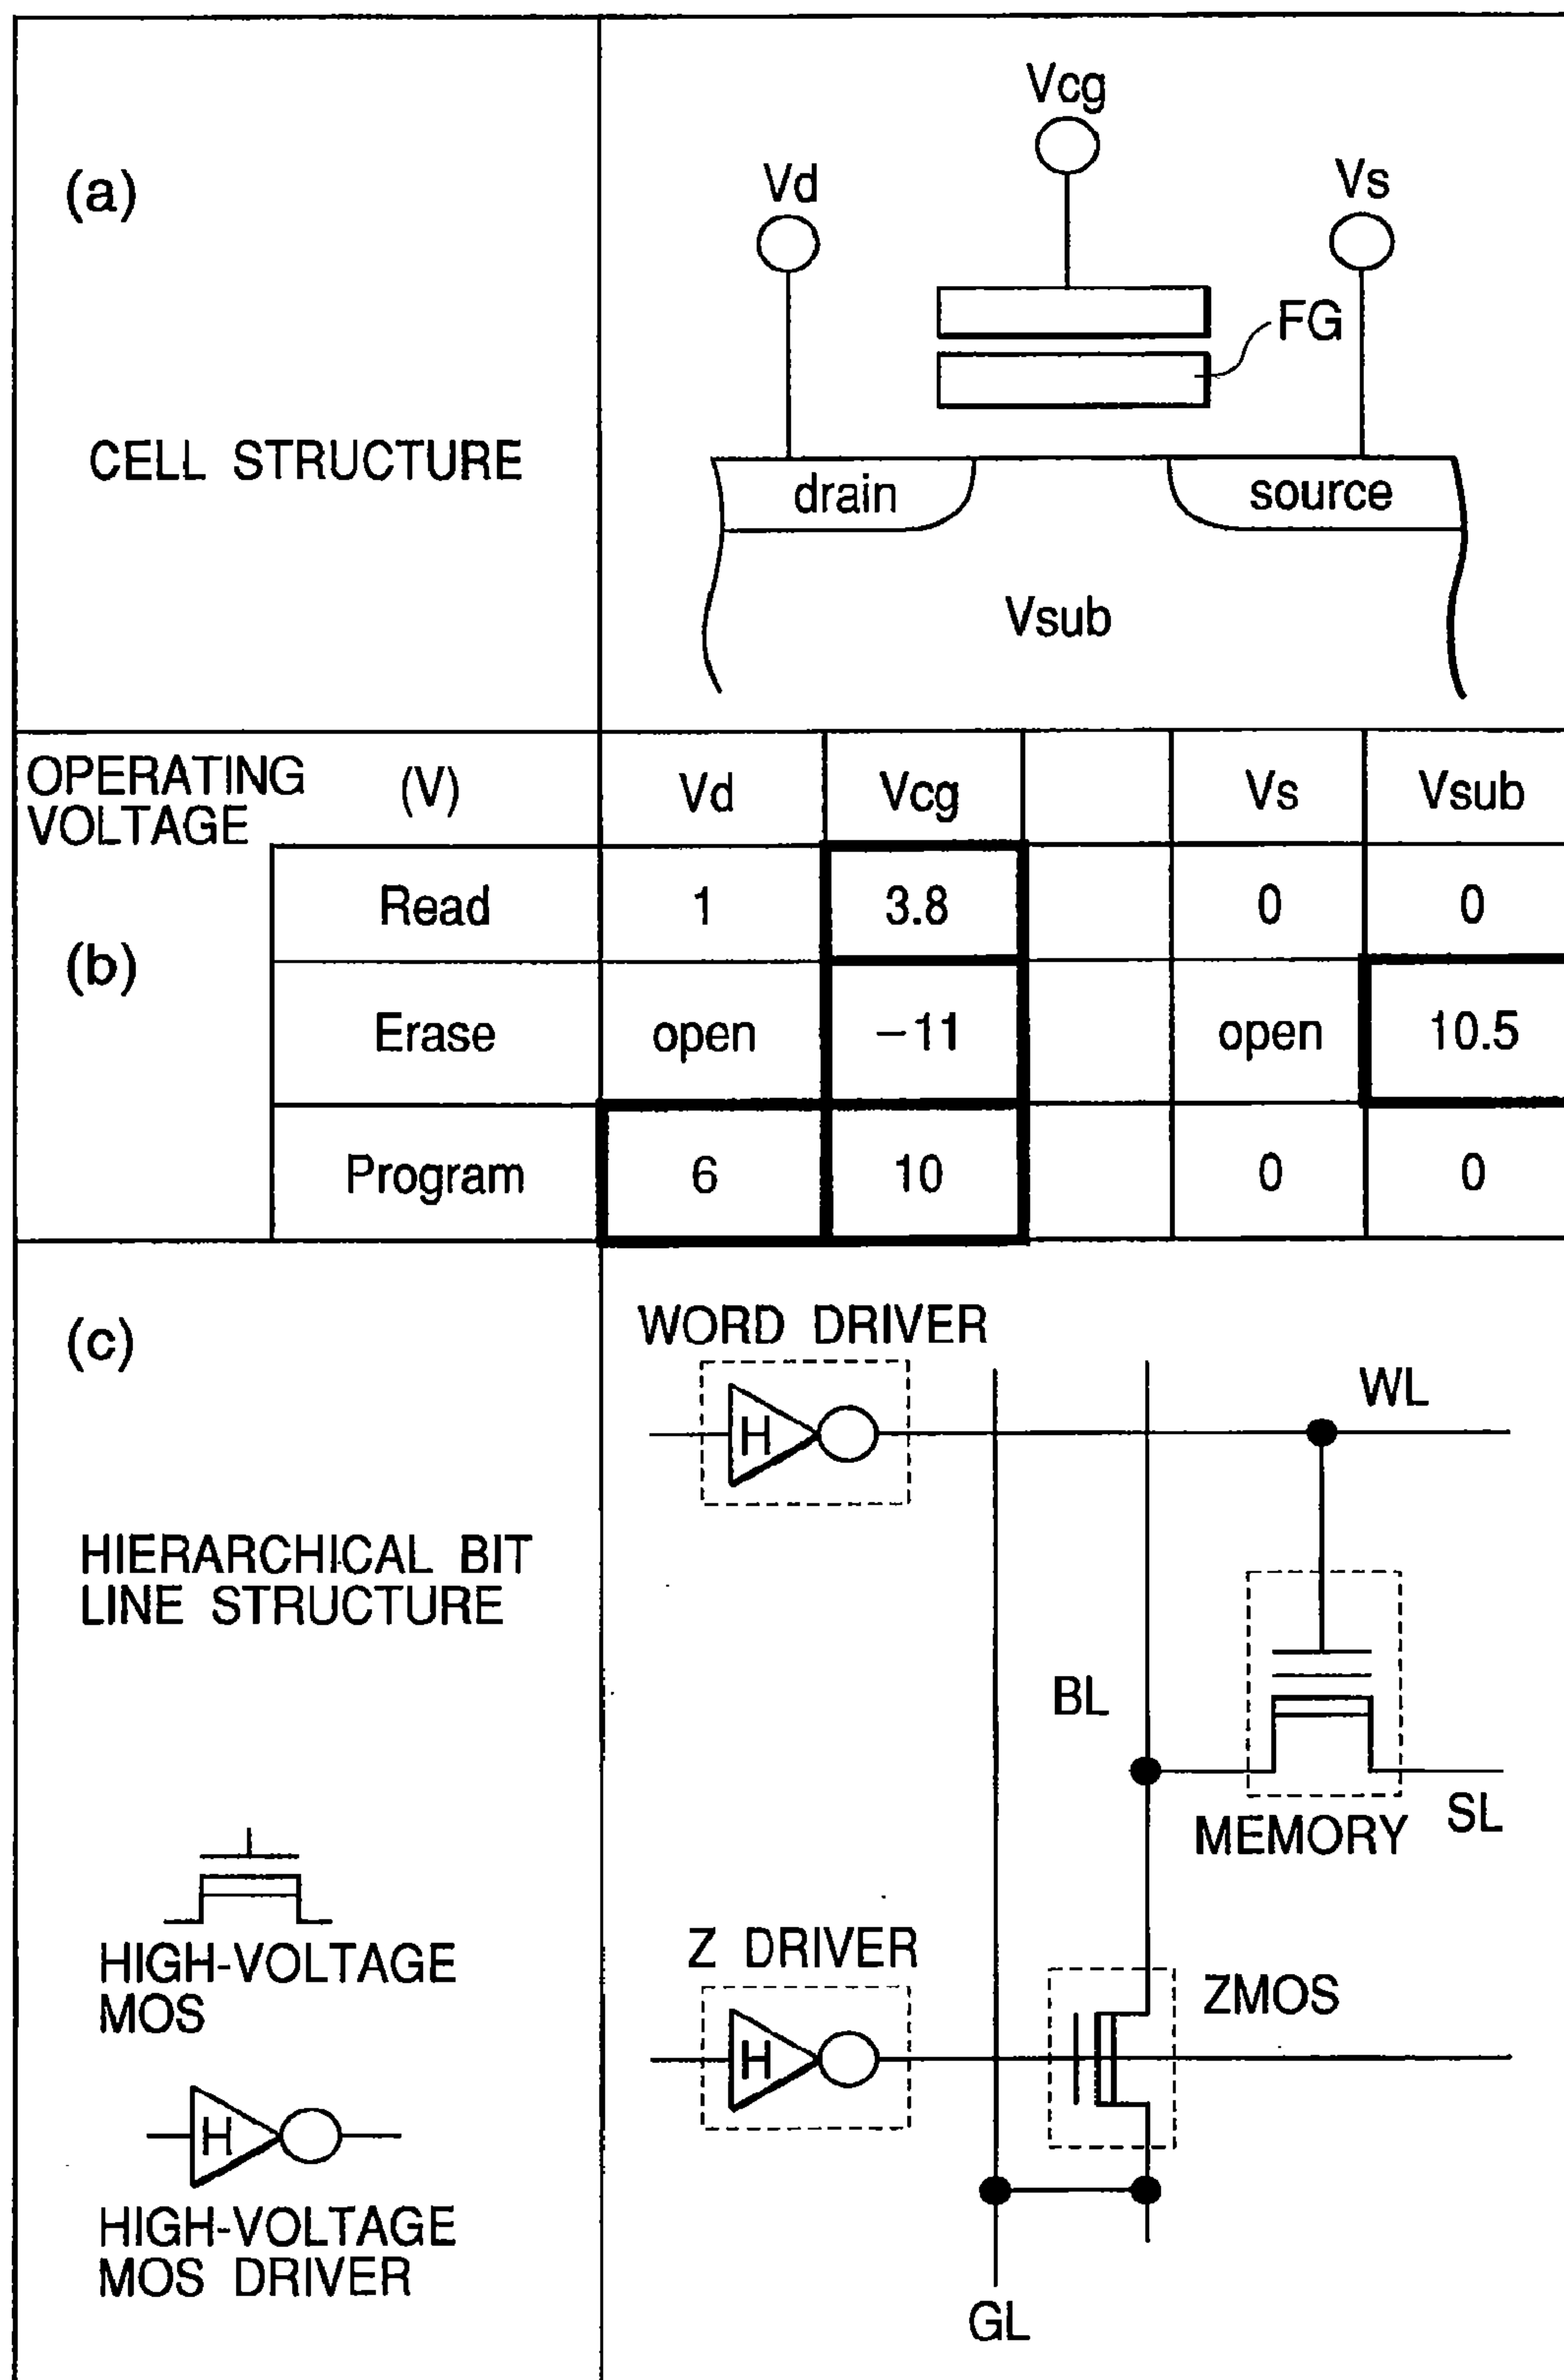 (a)
CELL STRUCTURE
Vcg
Vd
Vs
FG
drain
source
Vsub
OPERATING
VOLTAGE
(V)
Vd
Vcg
Vs
Vsub
(b)
Read
1
3.8
0
0
Erase
open
−11
open
10.5
Program
6
10
0
0
(c)
HIERARCHICAL BIT
LINE STRUCTURE
HIGH-VOLTAGE
MOS
H
HIGH-VOLTAGE
MOS DRIVER
WORD DRIVER
H
WL
BL
MEMORY
SL
Z DRIVER
H
ZMOS
GL